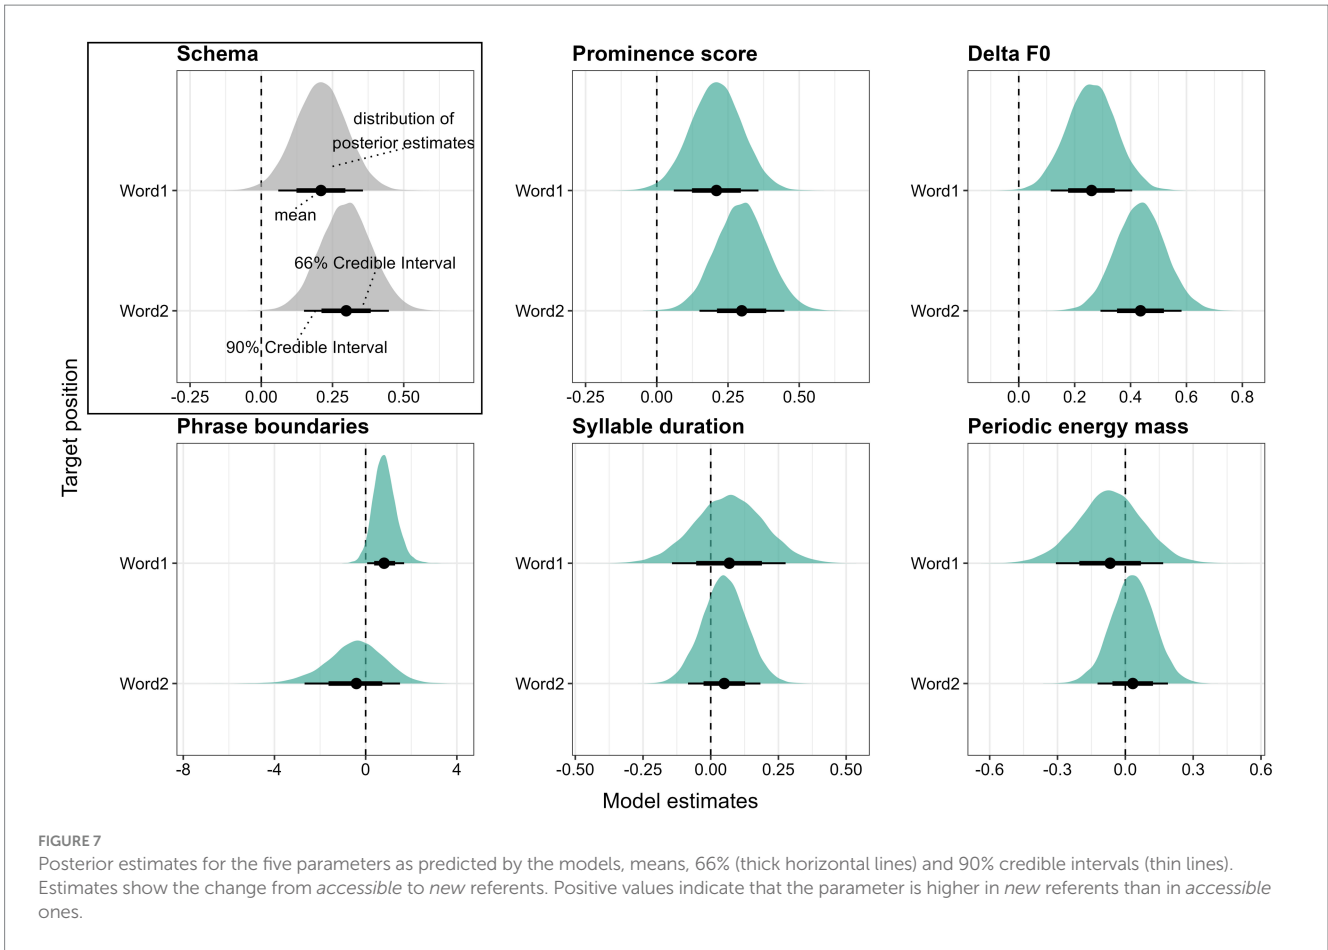 Schema
distribution of
posterior estimates
Word1
mean
66% Credible Interval
Word2
90% Credible Interval
-0.25 0.00 0.25 0.50
Prominence score
Word1
Word2
-0.25 0.00 0.25 0.50
Delta F0
Word1
Word2
0.0 0.2 0.4 0.6 0.8
Target position
Phrase boundaries
Word1
Word2
-8 -4 0 4
Syllable duration
Word1
Word2
-0.50 -0.25 0.00 0.25 0.50
Periodic energy mass
Word1
Word2
-0.6 -0.3 0.0 0.3 0.6
Model estimates
FIGURE 7
Posterior estimates for the five parameters as predicted by the models, means, 66% (thick horizontal lines) and 90% credible intervals (thin lines).
Estimates show the change from accessible to new referents. Positive values indicate that the parameter is higher in new referents than in accessible
ones.